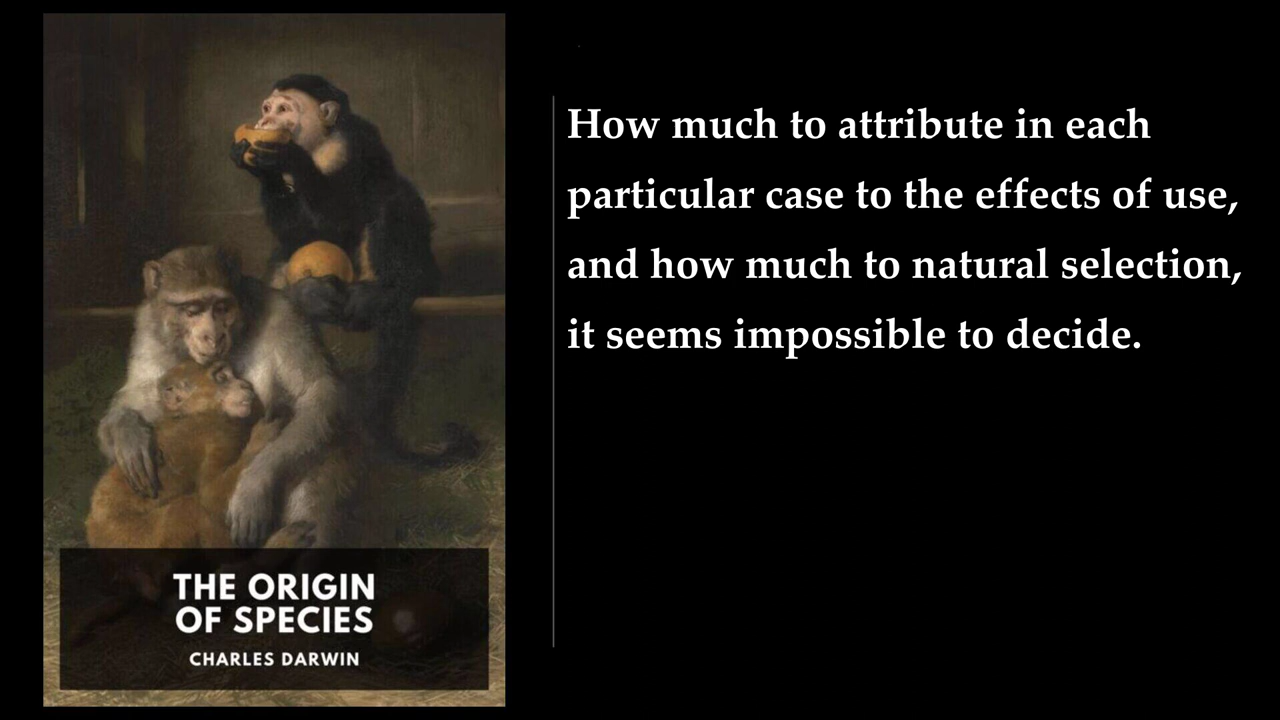 THE ORIGIN
OF SPECIES
CHARLES DARWIN
How much to attribute in each
particular case to the effects of use,
and how much to natural selection,
it seems impossible to decide.